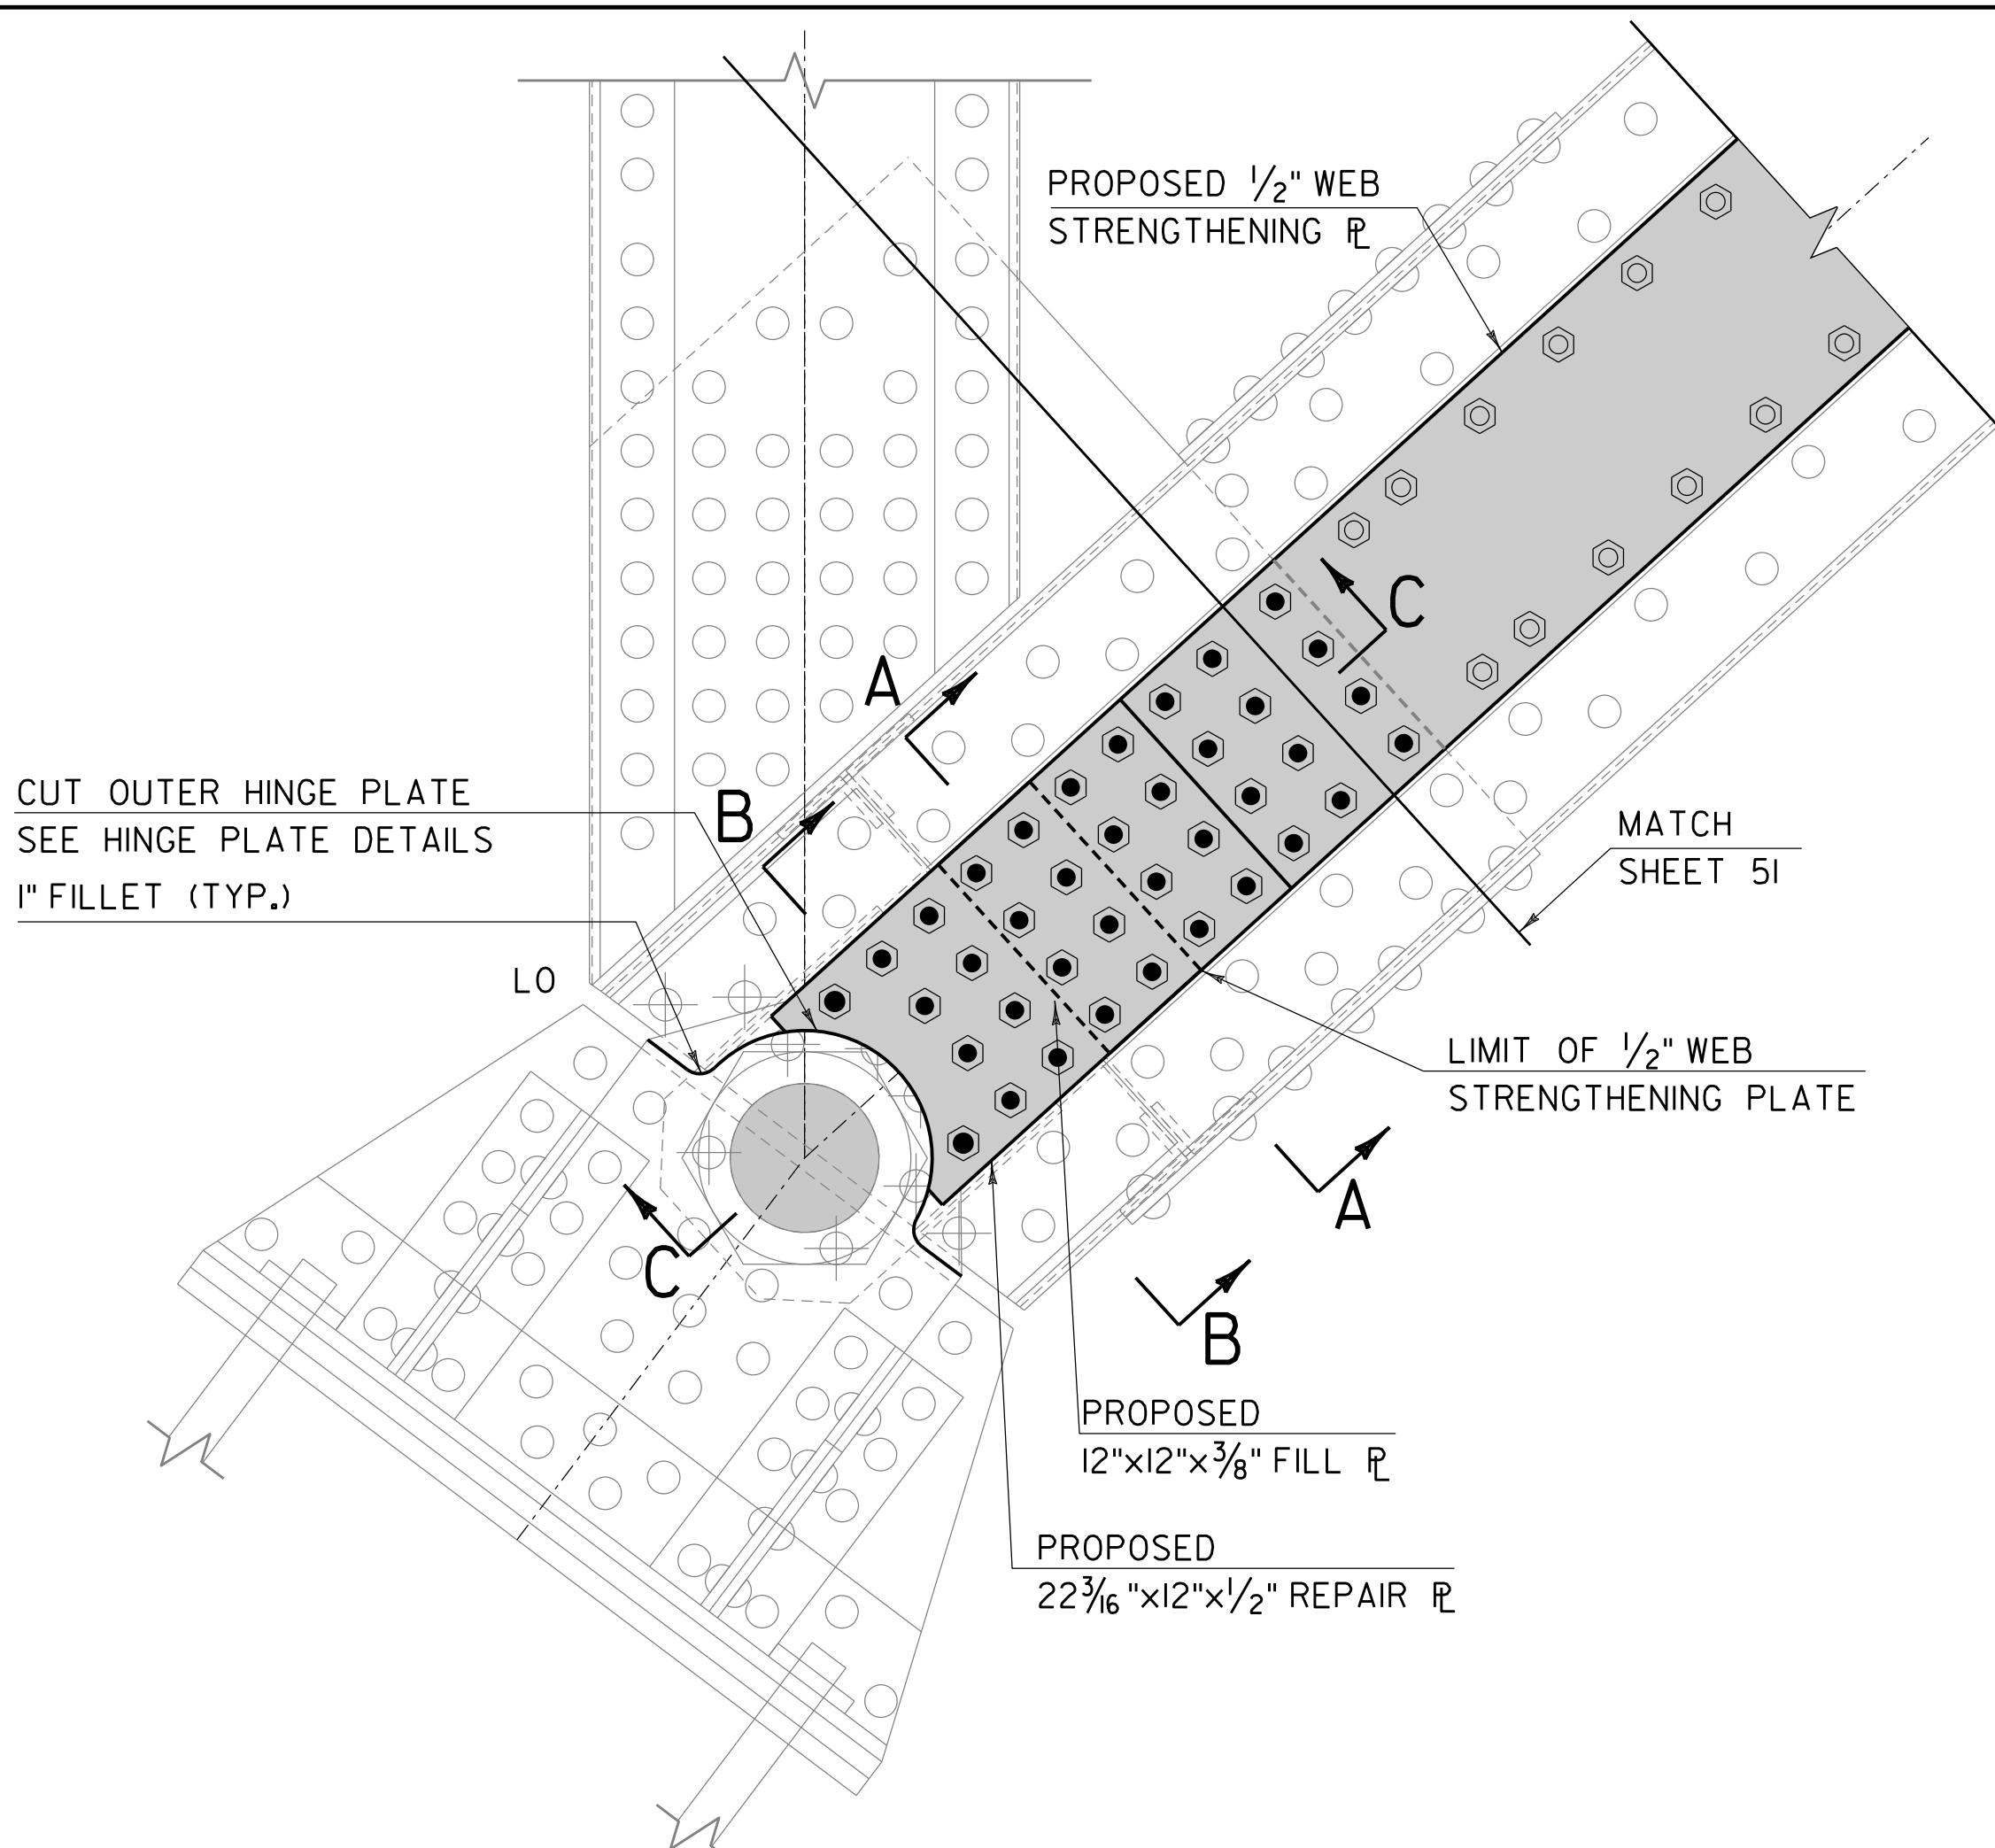 PROPOSED 1/2" WEB
STRENGTHENING ℙL
C
A
B
CUT OUTER HINGE PLATE
SEE HINGE PLATE DETAILS
1" FILLET (TYP.)
L0
MATCH
SHEET 51
LIMIT OF 1/2" WEB
STRENGTHENING PLATE
A
C
B
PROPOSED
12"x12"x3/8" FILL ℙL
PROPOSED
22 3/16"x12"x1/2" REPAIR ℙL